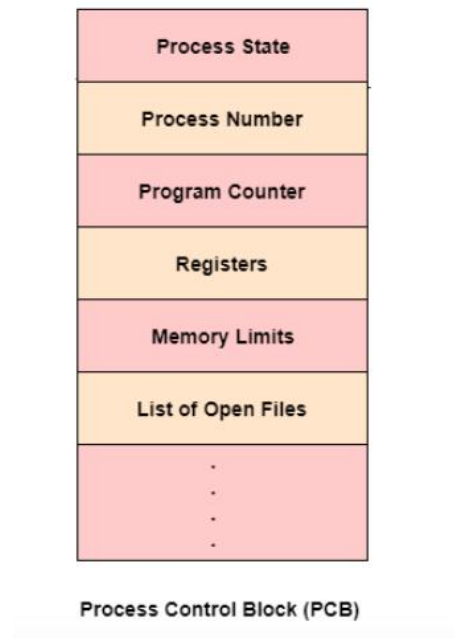 Process State
Process Number
Program Counter
Registers
Memory Limits
List of Open Files
.
.
.
.
Process Control Block (PCB)